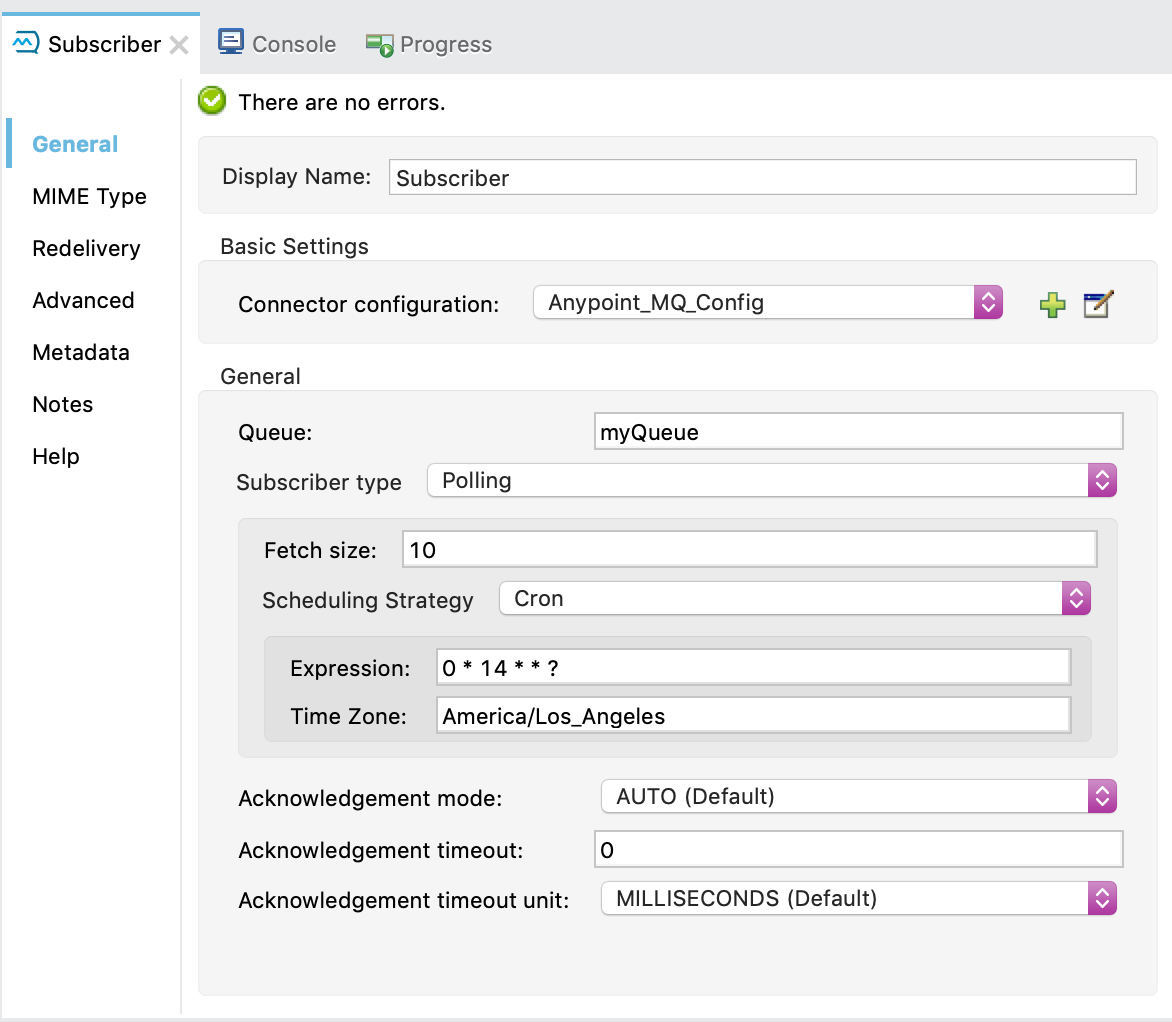 Subscriber Console Progress
There are no errors.
General
MIME Type
Redelivery
Advanced
Metadata
Notes
Help
Display Name: Subscriber
Basic Settings
Connector configuration: Anypoint_MQ_Config
General
Queue: myQueue
Subscriber type Polling
Fetch size: 10
Scheduling Strategy Cron
Expression: 0 * 14 * * ?
Time Zone: America/Los_Angeles
Acknowledgement mode: AUTO (Default)
Acknowledgement timeout: 0
Acknowledgement timeout unit: MILLISECONDS (Default)